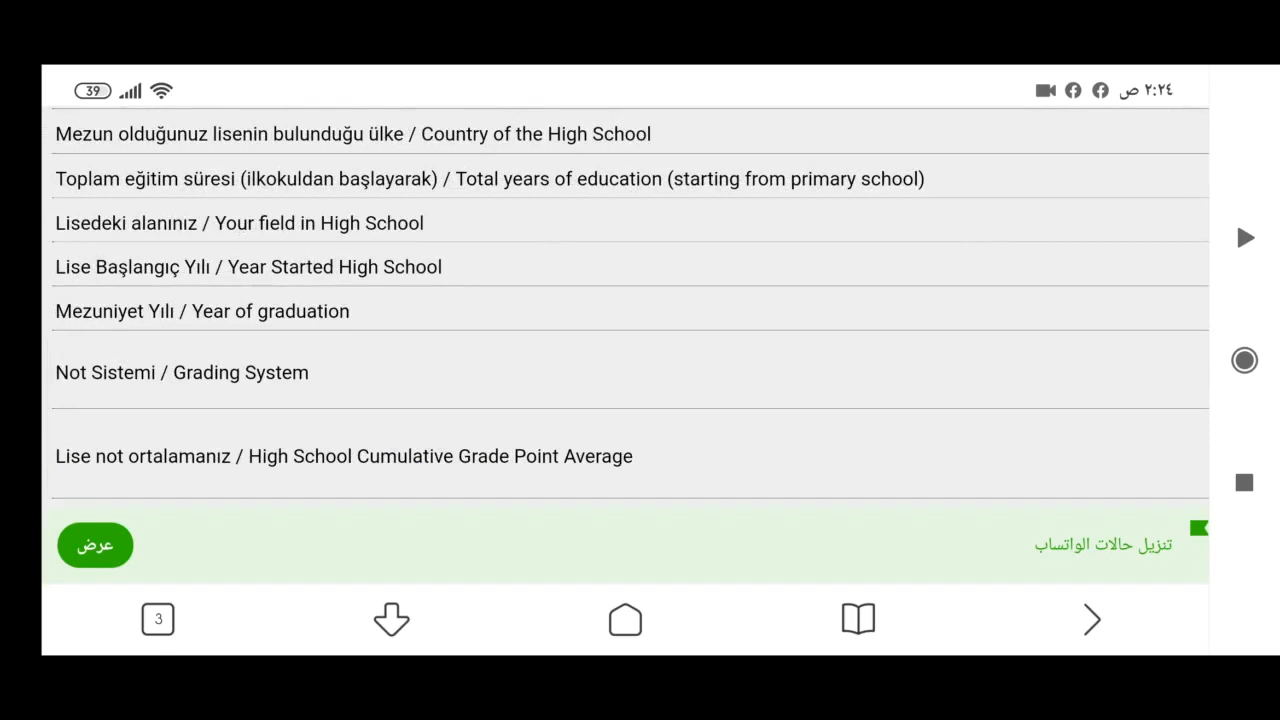 39
٢:٢٤ ص
Mezun olduğunuz lisenin bulunduğu ülke / Country of the High School
Toplam eğitim süresi (ilkokuldan başlayarak) / Total years of education (starting from primary school)
Lisedeki alanınız / Your field in High School
Lise Başlangıç Yılı / Year Started High School
Mezuniyet Yılı / Year of graduation
Not Sistemi / Grading System
Lise not ortalamanız / High School Cumulative Grade Point Average
تنزيل حالات الواتساب
عرض
3